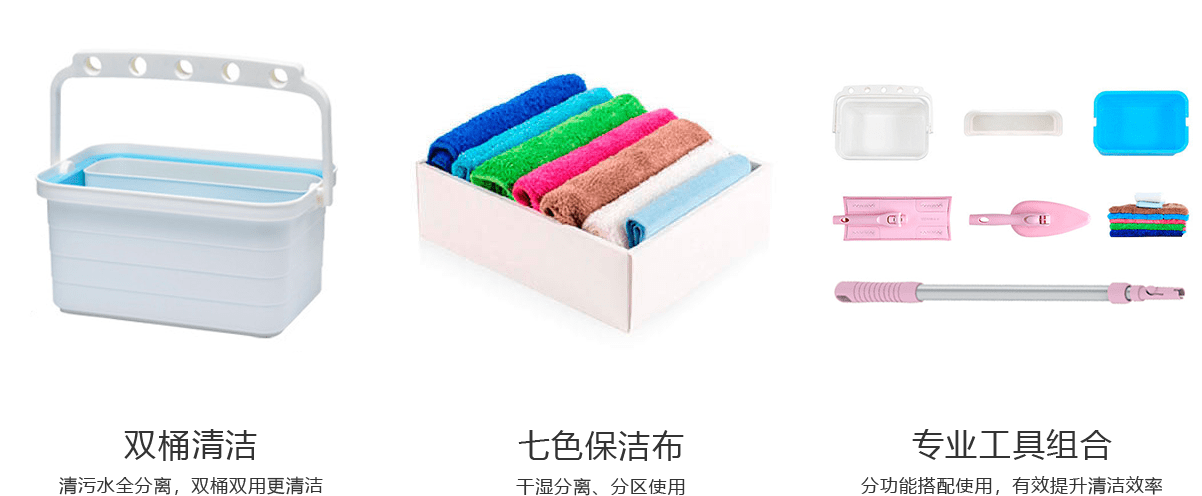 双桶清洁
清污水全分离，双桶双用更清洁
七色保洁布
干湿分离、分区使用
专业工具组合
分功能搭配使用，有效提升清洁效率